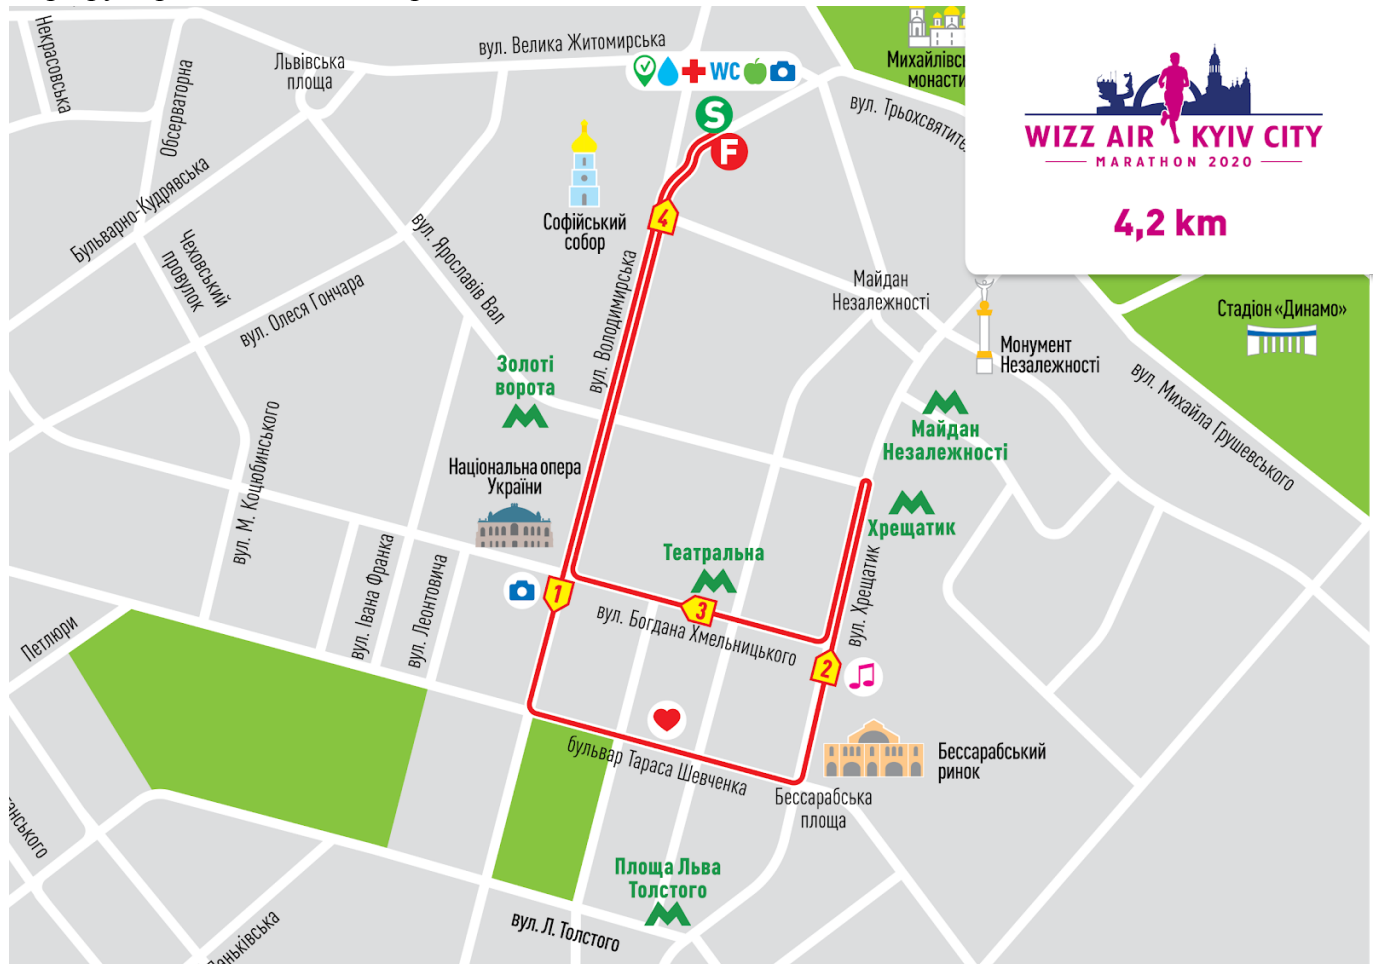 Некрасовська
Обсерваторна
Львівська
площа
вул. Велика Житомирська
WC
S
F
Михайлівс
монасти
вул. Трьохсвятите
WIZZ AIR KYIV CITY
MARATHON 2020
4,2 km
Бульварно-Кудрявська
Чеховський
провулок
вул. Ярославів Вал
вул. Олеся Гончара
Софійський
собор
4
вул. Володимирська
Майдан
Незалежності
Монумент
Незалежності
Стадіон «Динамо»
вул. Михайла Грушевського
Золоті
ворота
Майдан
Незалежності
Хрещатик
вул. Хрещатик
Національна опера
України
вул. М. Коцюбинського
вул. Івана Франка
вул. Леонтовича
Театральна
1
3
вул. Богдана Хмельницького
2
Петлюри
бульвар Тараса Шевченка
Бессарабська
площа
Бессарабський
ринок
Площа Льва
Толстого
вул. Л. Толстого
анського
ньківська